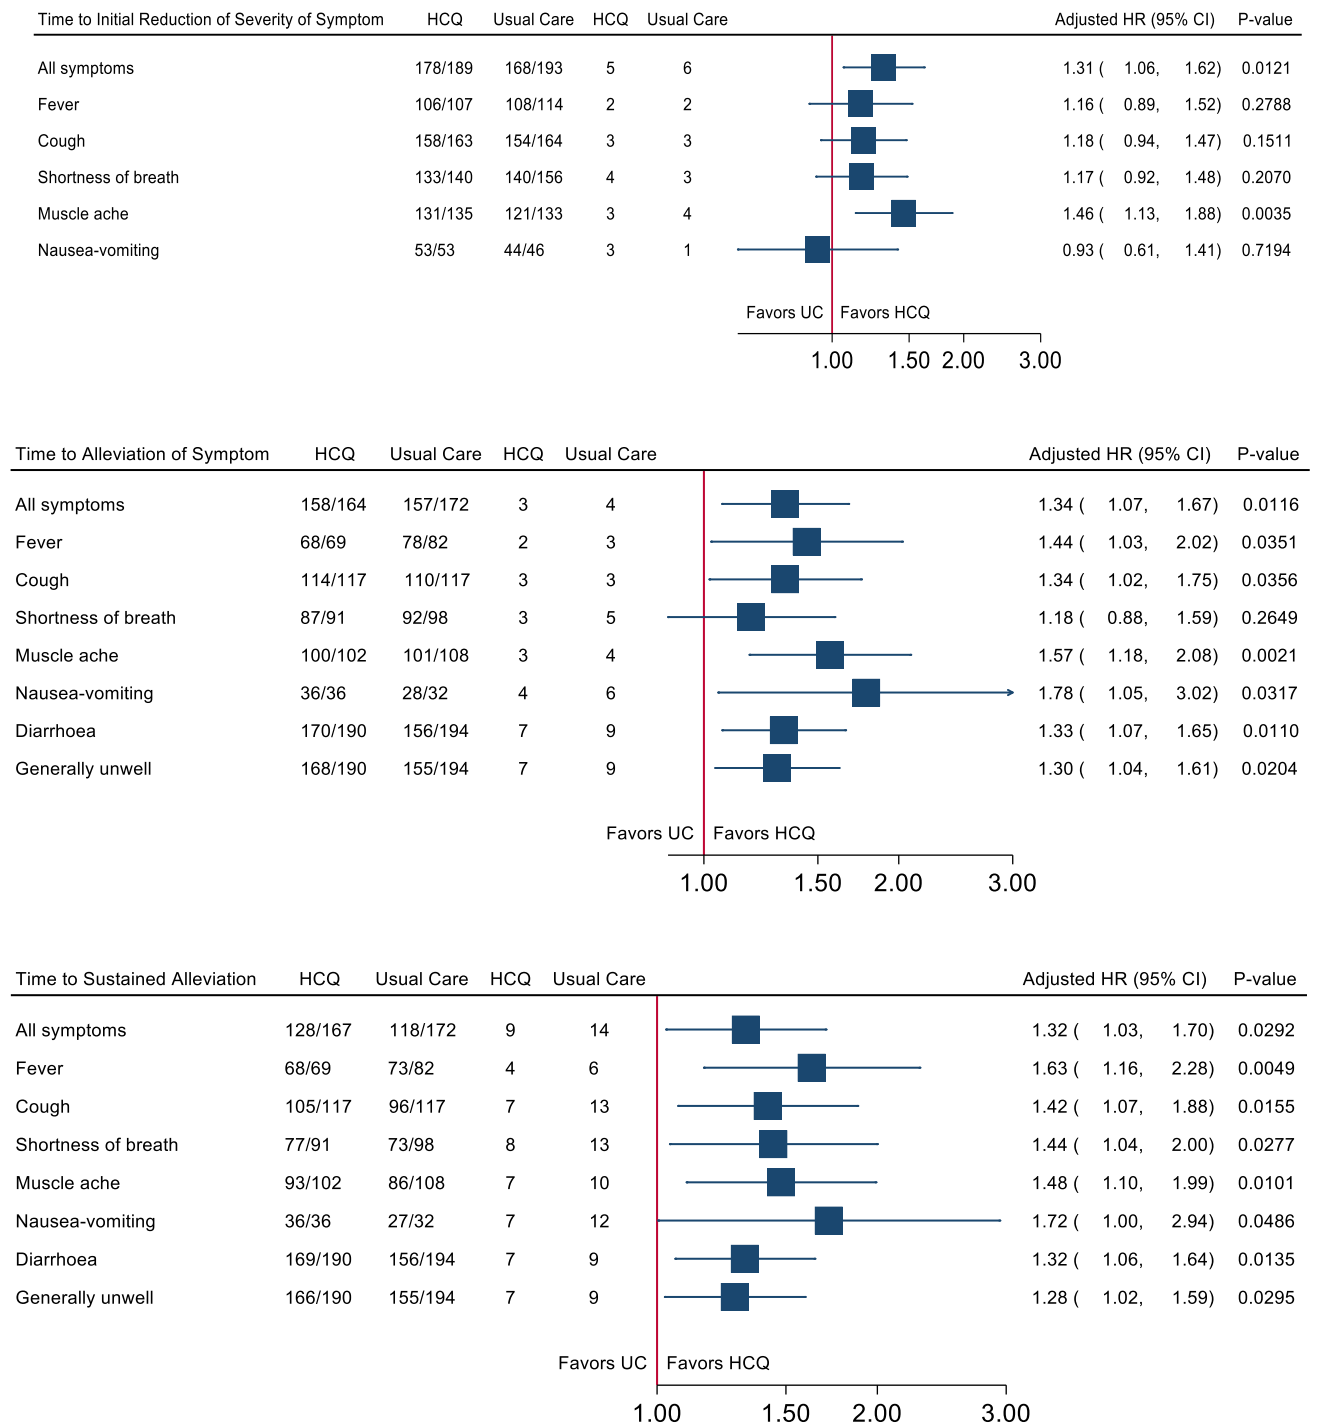 Time to Initial Reduction of Severity of Symptom HCQ Usual Care HCQ Usual Care Adjusted HR (95% CI) P-value
All symptoms 178/189 168/193 5 6 1.31 ( 1.06, 1.62) 0.0121
Fever 106/107 108/114 2 2 1.16 ( 0.89, 1.52) 0.2788
Cough 158/163 154/164 3 3 1.18 ( 0.94, 1.47) 0.1511
Shortness of breath 133/140 140/156 4 3 1.17 ( 0.92, 1.48) 0.2070
Muscle ache 131/135 121/133 3 4 1.46 ( 1.13, 1.88) 0.0035
Nausea-vomiting 53/53 44/46 3 1 0.93 ( 0.61, 1.41) 0.7194
Favors UC Favors HCQ
1.00 1.50 2.00 3.00
Time to Alleviation of Symptom HCQ Usual Care HCQ Usual Care Adjusted HR (95% CI) P-value
All symptoms 158/164 157/172 3 4 1.34 ( 1.07, 1.67) 0.0116
Fever 68/69 78/82 2 3 1.44 ( 1.03, 2.02) 0.0351
Cough 114/117 110/117 3 3 1.34 ( 1.02, 1.75) 0.0356
Shortness of breath 87/91 92/98 3 5 1.18 ( 0.88, 1.59) 0.2649
Muscle ache 100/102 101/108 3 4 1.57 ( 1.18, 2.08) 0.0021
Nausea-vomiting 36/36 28/32 4 6 1.78 ( 1.05, 3.02) 0.0317
Diarrhoea 170/190 156/194 7 9 1.33 ( 1.07, 1.65) 0.0110
Generally unwell 168/190 155/194 7 9 1.30 ( 1.04, 1.61) 0.0204
Favors UC Favors HCQ
1.00 1.50 2.00 3.00
Time to Sustained Alleviation HCQ Usual Care HCQ Usual Care Adjusted HR (95% CI) P-value
All symptoms 128/167 118/172 9 14 1.32 ( 1.03, 1.70) 0.0292
Fever 68/69 73/82 4 6 1.63 ( 1.16, 2.28) 0.0049
Cough 105/117 96/117 7 13 1.42 ( 1.07, 1.88) 0.0155
Shortness of breath 77/91 73/98 8 13 1.44 ( 1.04, 2.00) 0.0277
Muscle ache 93/102 86/108 7 10 1.48 ( 1.10, 1.99) 0.0101
Nausea-vomiting 36/36 27/32 7 12 1.72 ( 1.00, 2.94) 0.0486
Diarrhoea 169/190 156/194 7 9 1.32 ( 1.06, 1.64) 0.0135
Generally unwell 166/190 155/194 7 9 1.28 ( 1.02, 1.59) 0.0295
Favors UC Favors HCQ
1.00 1.50 2.00 3.00